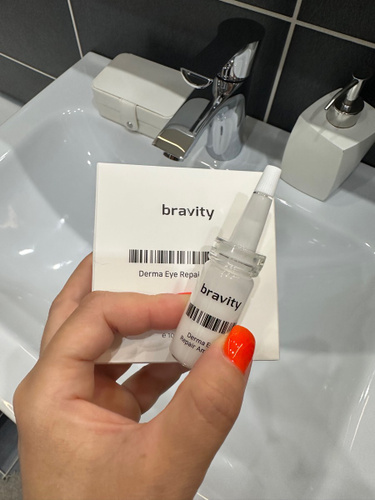 bravity
Derma Eye Repai
bravity
Derma E
Repair Am